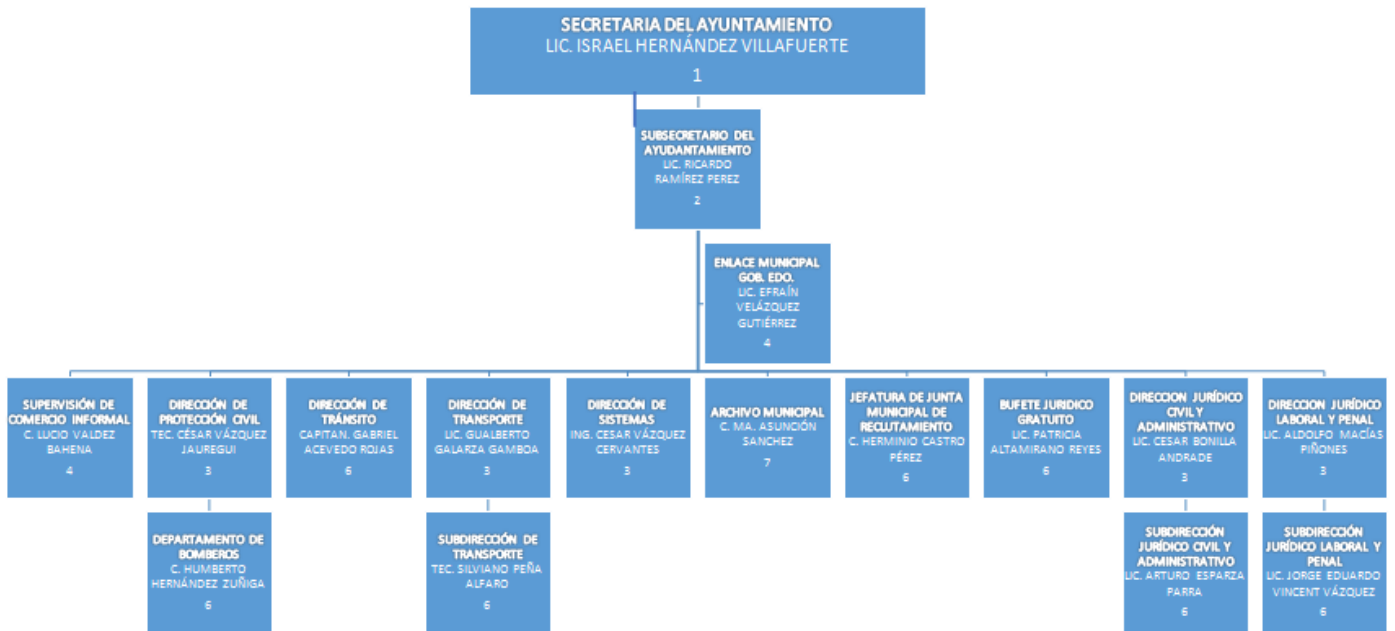 SECRETARIA DEL AYUNTAMIENTO
LIC. ISRAEL HERNÁNDEZ VILLAFUERTE
1
SUBSECRETARIO DEL
AYUDANTAMIENTO
LIC. RICARDO
RAMÍREZ PEREZ
2
ENLACE MUNICIPAL
GOB. EDO.
LIC. EFRAÍN
VELÁZQUEZ
GUTIÉRREZ
4
SUPERVISIÓN DE
COMERCIO INFORMAL
C. LUCIO VALDEZ
BAHENA
4
DIRECCIÓN DE
PROTECCIÓN CIVIL
TEC. CÉSAR VÁZQUEZ
JAUREGUI
3
DIRECCIÓN DE
TRÁNSITO
CAPITAN. GABRIEL
ACEVEDO ROJAS
6
DIRECCIÓN DE
TRANSPORTE
LIC. GUALBERTO
GALARZA GAMBOA
3
DIRECCIÓN DE
SISTEMAS
ING. CESAR VÁZQUEZ
CERVANTES
3
ARCHIVO MUNICIPAL
C. MA. ASUNCIÓN
SANCHEZ
7
JEFATURA DE JUNTA
MUNICIPAL DE
RECLUTAMIENTO
C. HERMINIO CASTRO
PÉREZ
6
BUFETE JURIDICO
GRATUITO
LIC. PATRICIA
ALTAMIRANO REYES
6
DIRECCION JURÍDICO
CIVIL Y
ADMINISTRATIVO
LIC. CESAR BONILLA
ANDRADE
3
DIRECCION JURÍDICO
LABORAL Y PENAL
LIC. ALDOLFO MACÍAS
PIÑONES
3
DEPARTAMENTO DE
BOMBEROS
C. HUMBERTO
HERNÁNDEZ ZUÑIGA
6
SUBDIRECCIÓN DE
TRANSPORTE
TEC. SILVIANO PEÑA
ALFARO
6
SUBDIRECCIÓN
JURÍDICO CIVIL Y
ADMINISTRATIVO
LIC. ARTURO ESPARZA
PARRA
6
SUBDIRECCIÓN
JURÍDICO LABORAL Y
PENAL
LIC. JORGE EDUARDO
VINCENT VÁZQUEZ
6